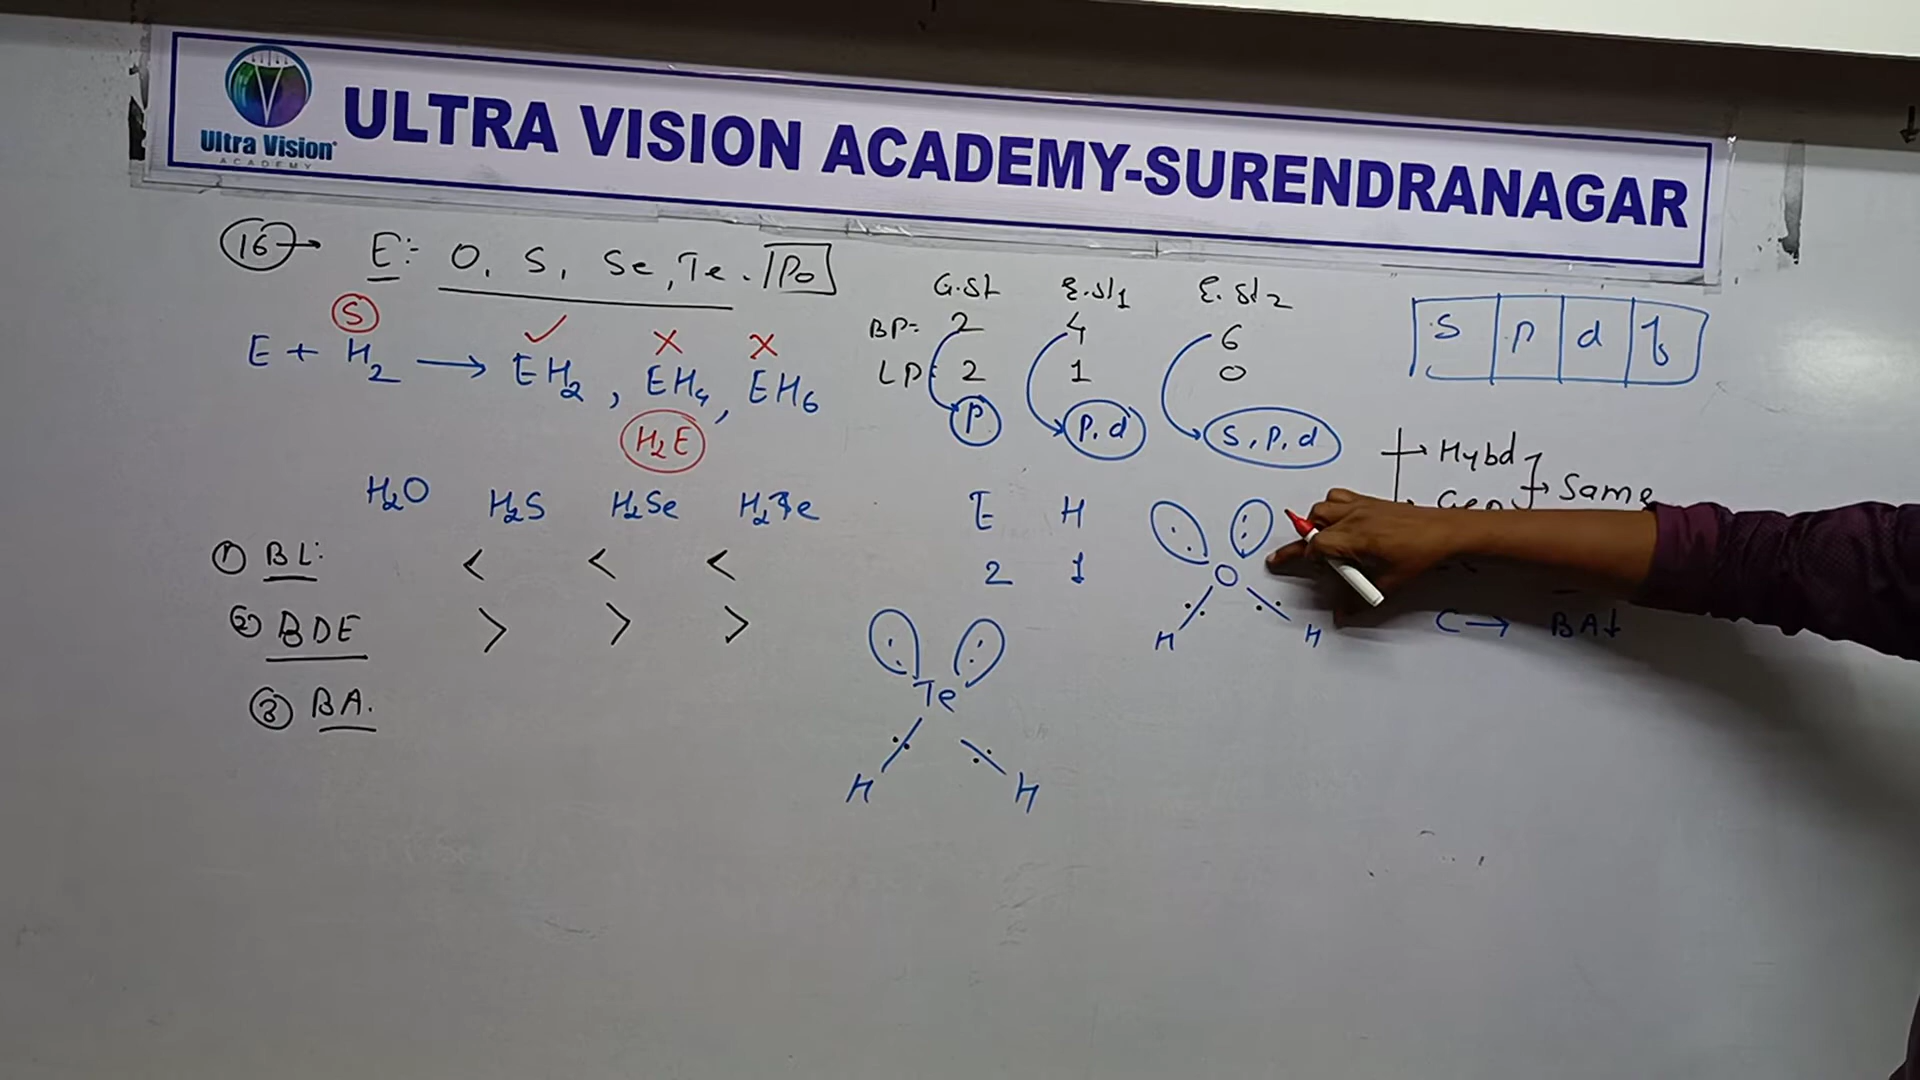 Ultra Vision
ACADEMY
ULTRA VISION ACADEMY-SURENDRANAGAR
16 → E:- O, S, Se, Te. Po
G.St E.St1 E.St2
BP= 2 4 6
LP= 2 1 0
P P,d S,P,d
S P d f
S
E + H2 → EH2, EH4, EH6
✓ X X
H2E
→ Hybd
→ Same
H2O H2S H2Se H2Te
E H
2 1
① BL: < < <
② BDE > > >
③ BA.
O
H H
Te
H H
C → BA↓